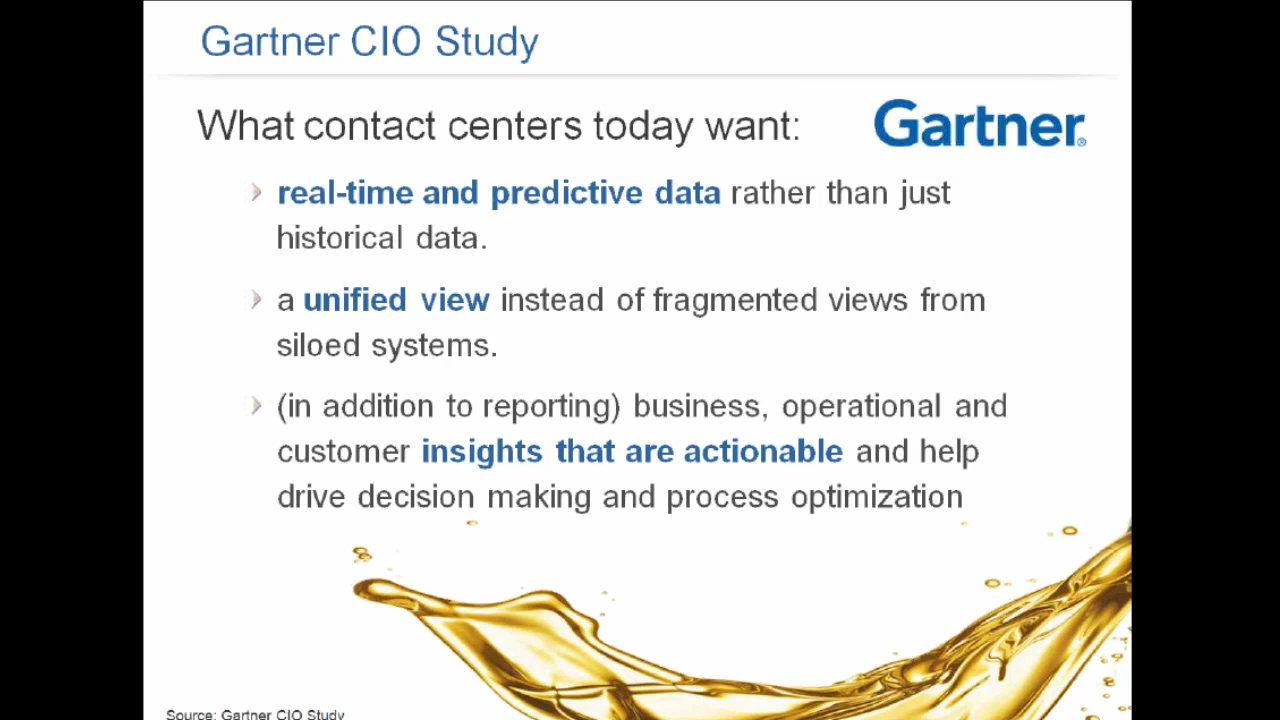 Gartner CIO Study
What contact centers today want:
Gartner®
real-time and predictive data rather than just
historical data.
a unified view instead of fragmented views from
siloed systems.
(in addition to reporting) business, operational and
customer insights that are actionable and help
drive decision making and process optimization
Source: Gartner CIO Study